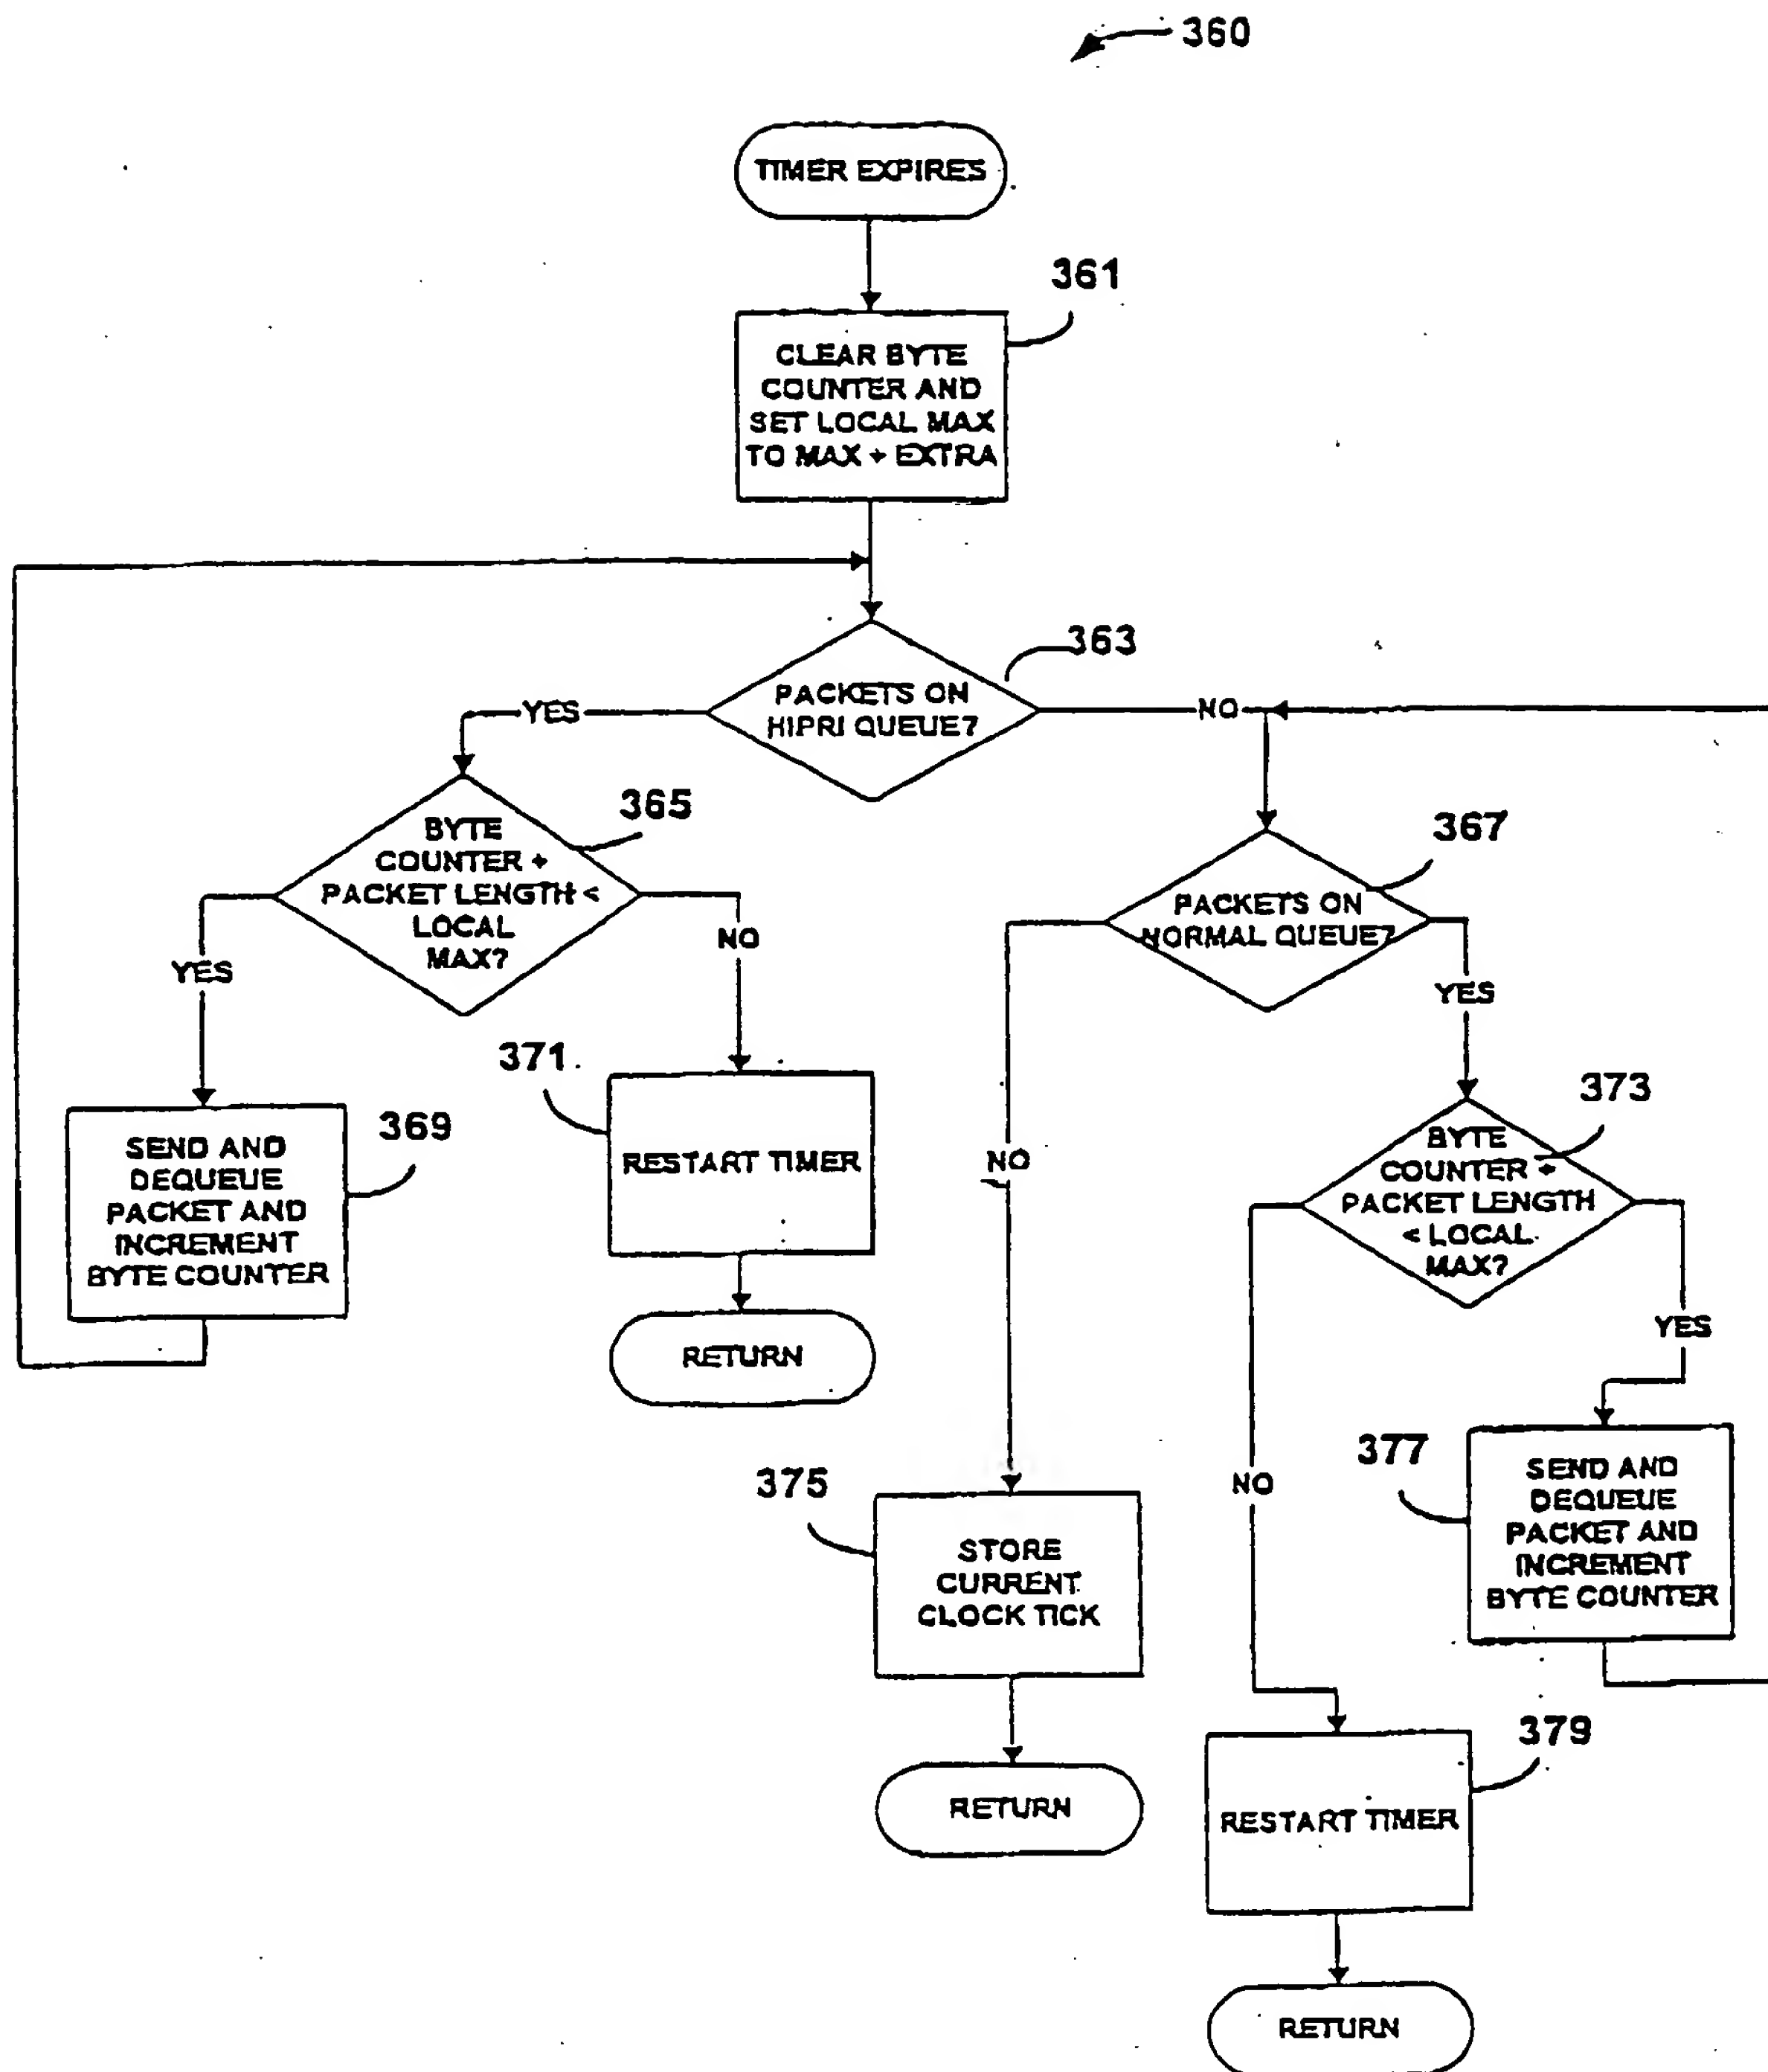 360
TIMER EXPIRES
361
CLEAR BYTE
COUNTER AND
SET LOCAL MAX
TO MAX + EXTRA
363
PACKETS ON
HIPRI QUEUE?
YES
NO
365
BYTE
COUNTER +
PACKET LENGTH <
LOCAL
MAX?
YES
NO
367
PACKETS ON
NORMAL QUEUE?
NO
YES
369
SEND AND
DEQUEUE
PACKET AND
INCREMENT
BYTE COUNTER
371
RESTART TIMER
RETURN
373
BYTE
COUNTER +
PACKET LENGTH
< LOCAL
MAX?
NO
YES
375
STORE
CURRENT
CLOCK TICK
RETURN
377
SEND AND
DEQUEUE
PACKET AND
INCREMENT
BYTE COUNTER
379
RESTART TIMER
RETURN